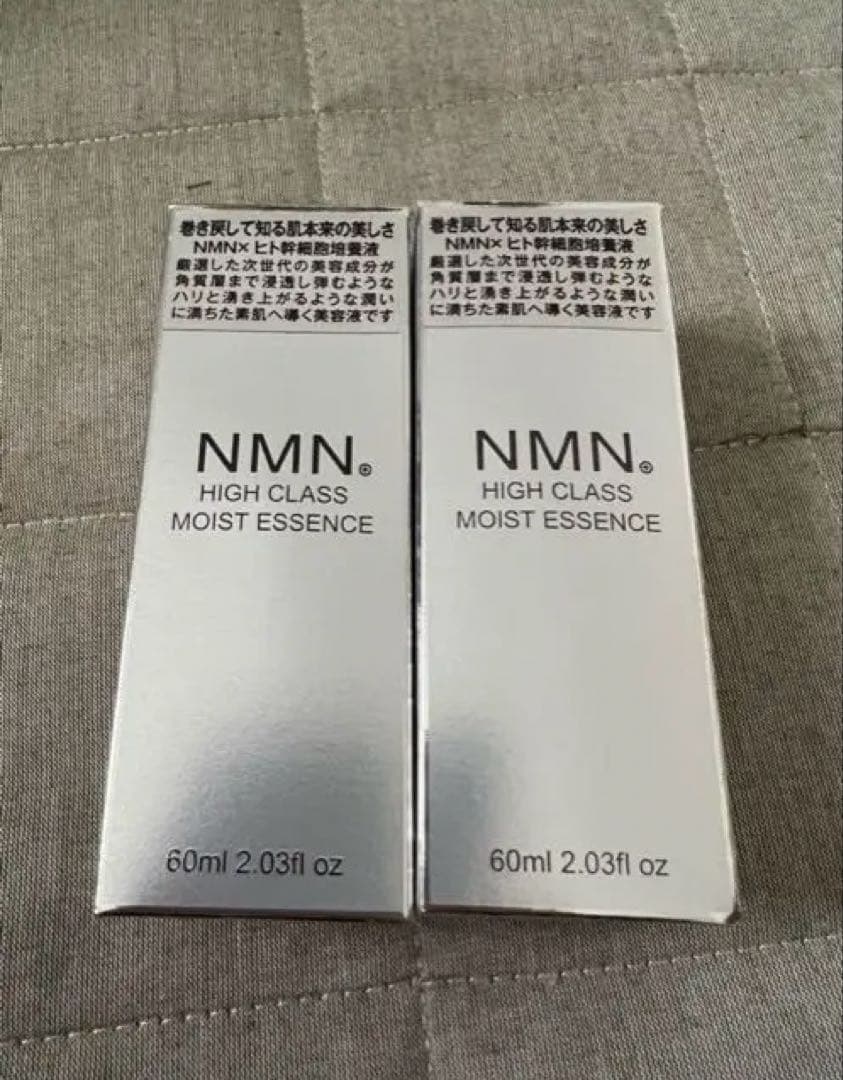 巻き戻して知る肌本来の美しさ
NMN×ヒト幹細胞培養液
厳選した次世代の美容成分が
角質層まで浸透し弾むような
ハリと湧き上がるような潤い
に満ちた素肌へ導く美容液です
NMN
HIGH CLASS
MOIST ESSENCE
60ml 2.03fl oz
巻き戻して知る肌本来の美しさ
NMN×ヒト幹細胞培養液
厳選した次世代の美容成分が
角質層まで浸透し弾むような
ハリと湧き上がるような潤い
に満ちた素肌へ導く美容液です
NMN
HIGH CLASS
MOIST ESSENCE
60ml 2.03fl oz